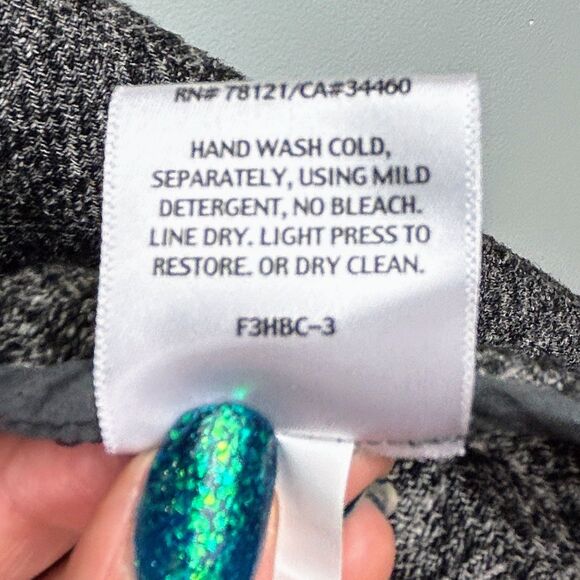 RN# 78121/CA#34460
HAND WASH COLD,
SEPARATELY, USING MILD
DETERGENT, NO BLEACH.
LINE DRY. LIGHT PRESS TO
RESTORE. OR DRY CLEAN.
F3HBC-3